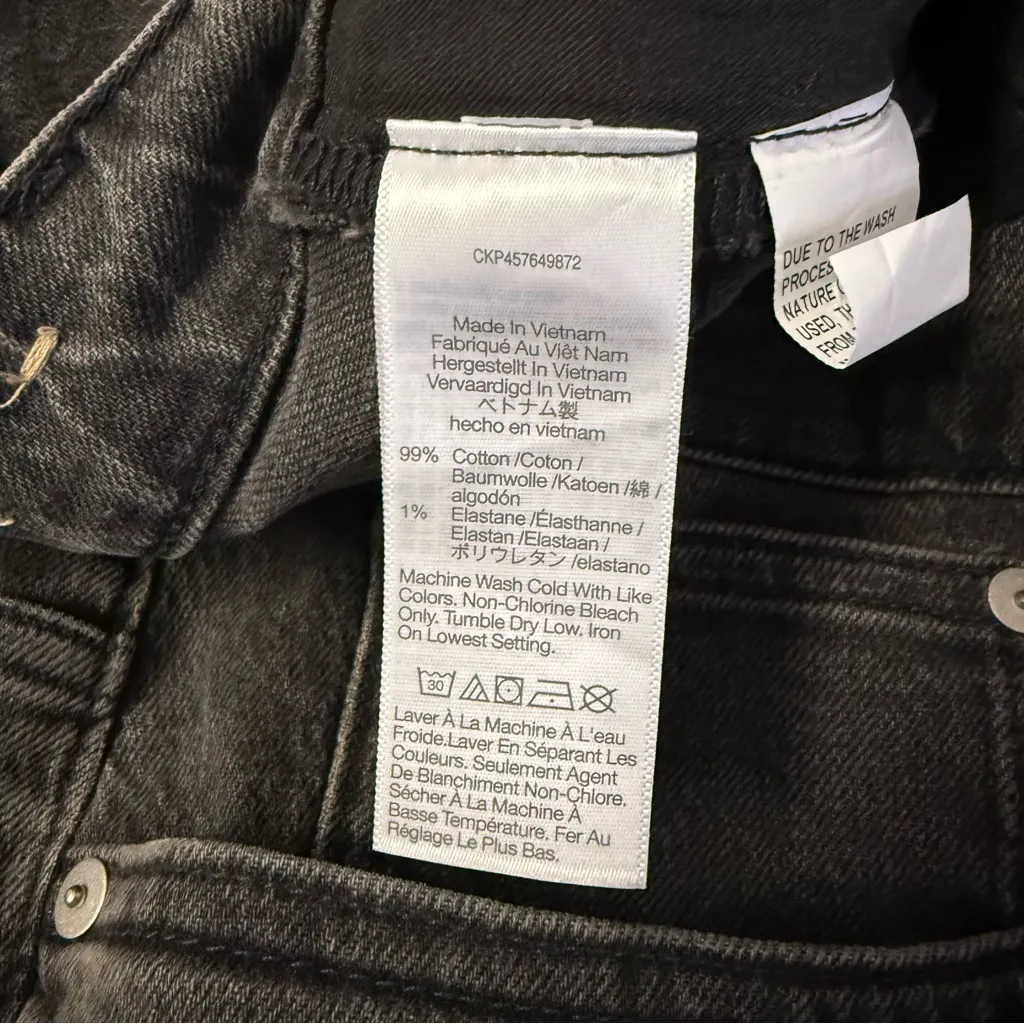 CKP457649872
Made In Vietnam
Fabriqué Au Viêt Nam
Hergestellt In Vietnam
Vervaardigd In Vietnam
ベトナム製
hecho en vietnam
99% Cotton /Coton /
Baumwolle /Katoen /綿 /
algodón
1% Elastane /Élasthanne /
Elastan /Elastaan /
ポリウレタン /elastano
Machine Wash Cold With Like
Colors. Non-Chlorine Bleach
Only. Tumble Dry Low. Iron
On Lowest Setting.
30
Laver À La Machine À L'eau
Froide.Laver En Séparant Les
Couleurs. Seulement Agent
De Blanchiment Non-Chlore.
Sécher À La Machine À
Basse Température. Fer Au
Réglage Le Plus Bas.
DUE TO THE WASH
NATURE
USED,
FROM